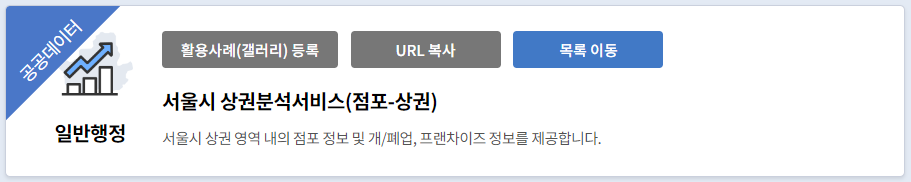 공공데이터
일반행정
활용사례(갤러리) 등록
URL 복사
목록 이동
서울시 상권분석서비스(점포-상권)
서울시 상권 영역 내의 점포 정보 및 개/폐업, 프랜차이즈 정보를 제공합니다.